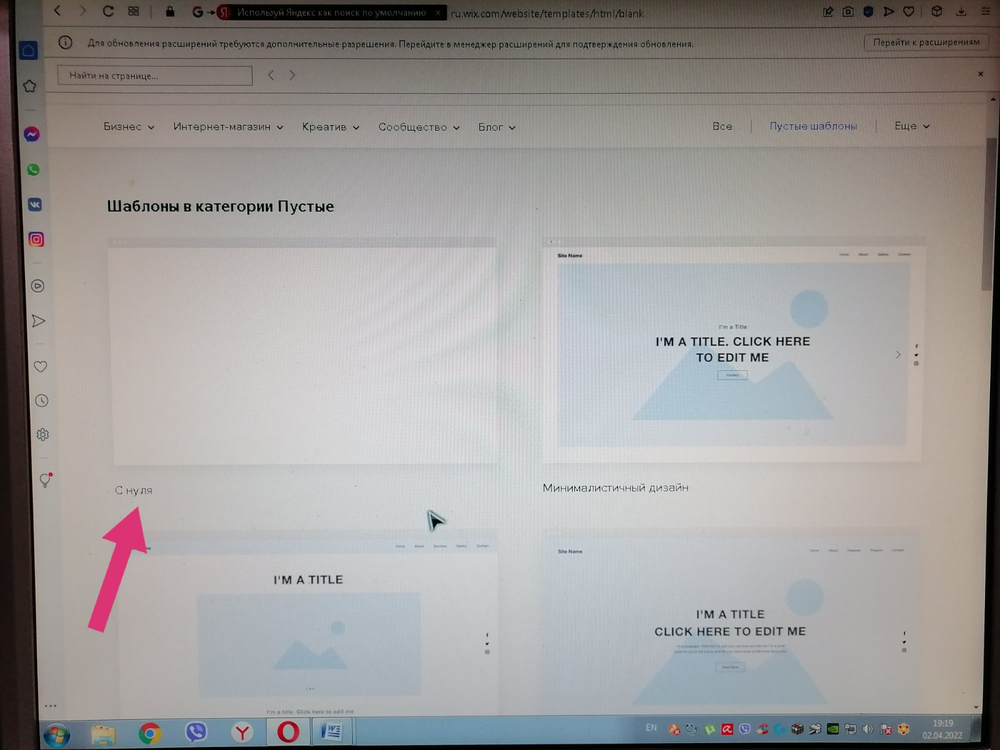 Используй Яндекс как поиск по умолчанию ×
ru.wix.com/website/templates/html/blank
Для обновления расширений требуются дополнительные разрешения. Перейдите в менеджер расширений для подтверждения обновления.
Перейти к расширениям
Найти на странице...
Бизнес Интернет-магазин Креатив Сообщество Блог Все Пустые шаблоны Еще
Шаблоны в категории Пустые
Site Name Home About Gallery Contact
I'm a Title
I'M A TITLE. CLICK HERE
TO EDIT ME
Contact
С нуля
Минималистичный дизайн
Home About Services Gallery Contact
I'M A TITLE
I'm a title. Click here to edit me
Site Name Home About Features Projects Contact
I'M A TITLE
CLICK HERE TO EDIT ME
Read More
EN
19:19
02.04.2022